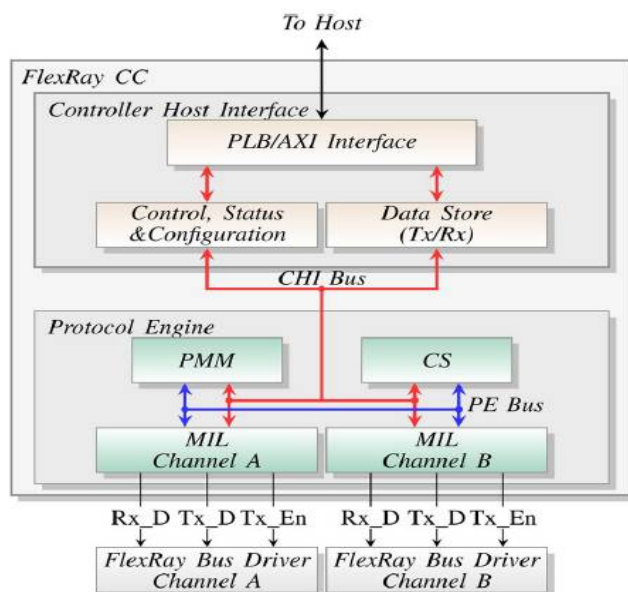 To Host
FlexRay CC
Controller Host Interface
PLB/AXI Interface
Control, Status
&Configuration
Data Store
(Tx/Rx)
CHI Bus
Protocol Engine
PMM
CS
PE Bus
MIL
Channel A
MIL
Channel B
Rx_D Tx_D Tx_En
Rx_D Tx_D Tx_En
FlexRay Bus Driver
Channel A
FlexRay Bus Driver
Channel B